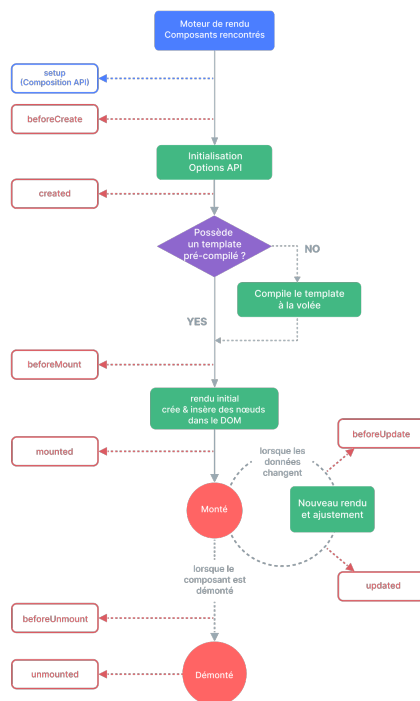 Moteur de rendu
Composants rencontrés
setup
(Composition API)
beforeCreate
Initialisation
Options API
created
Possède
un template
pré-compilé ?
NO
Compile le template
à la volée
YES
beforeMount
rendu initial
crée & insère des nœuds
dans le DOM
mounted
lorsque les
données
changent
beforeUpdate
Monté
Nouveau rendu
et ajustement
lorsque le
composant est
démonté
updated
beforeUnmount
unmounted
Démonté